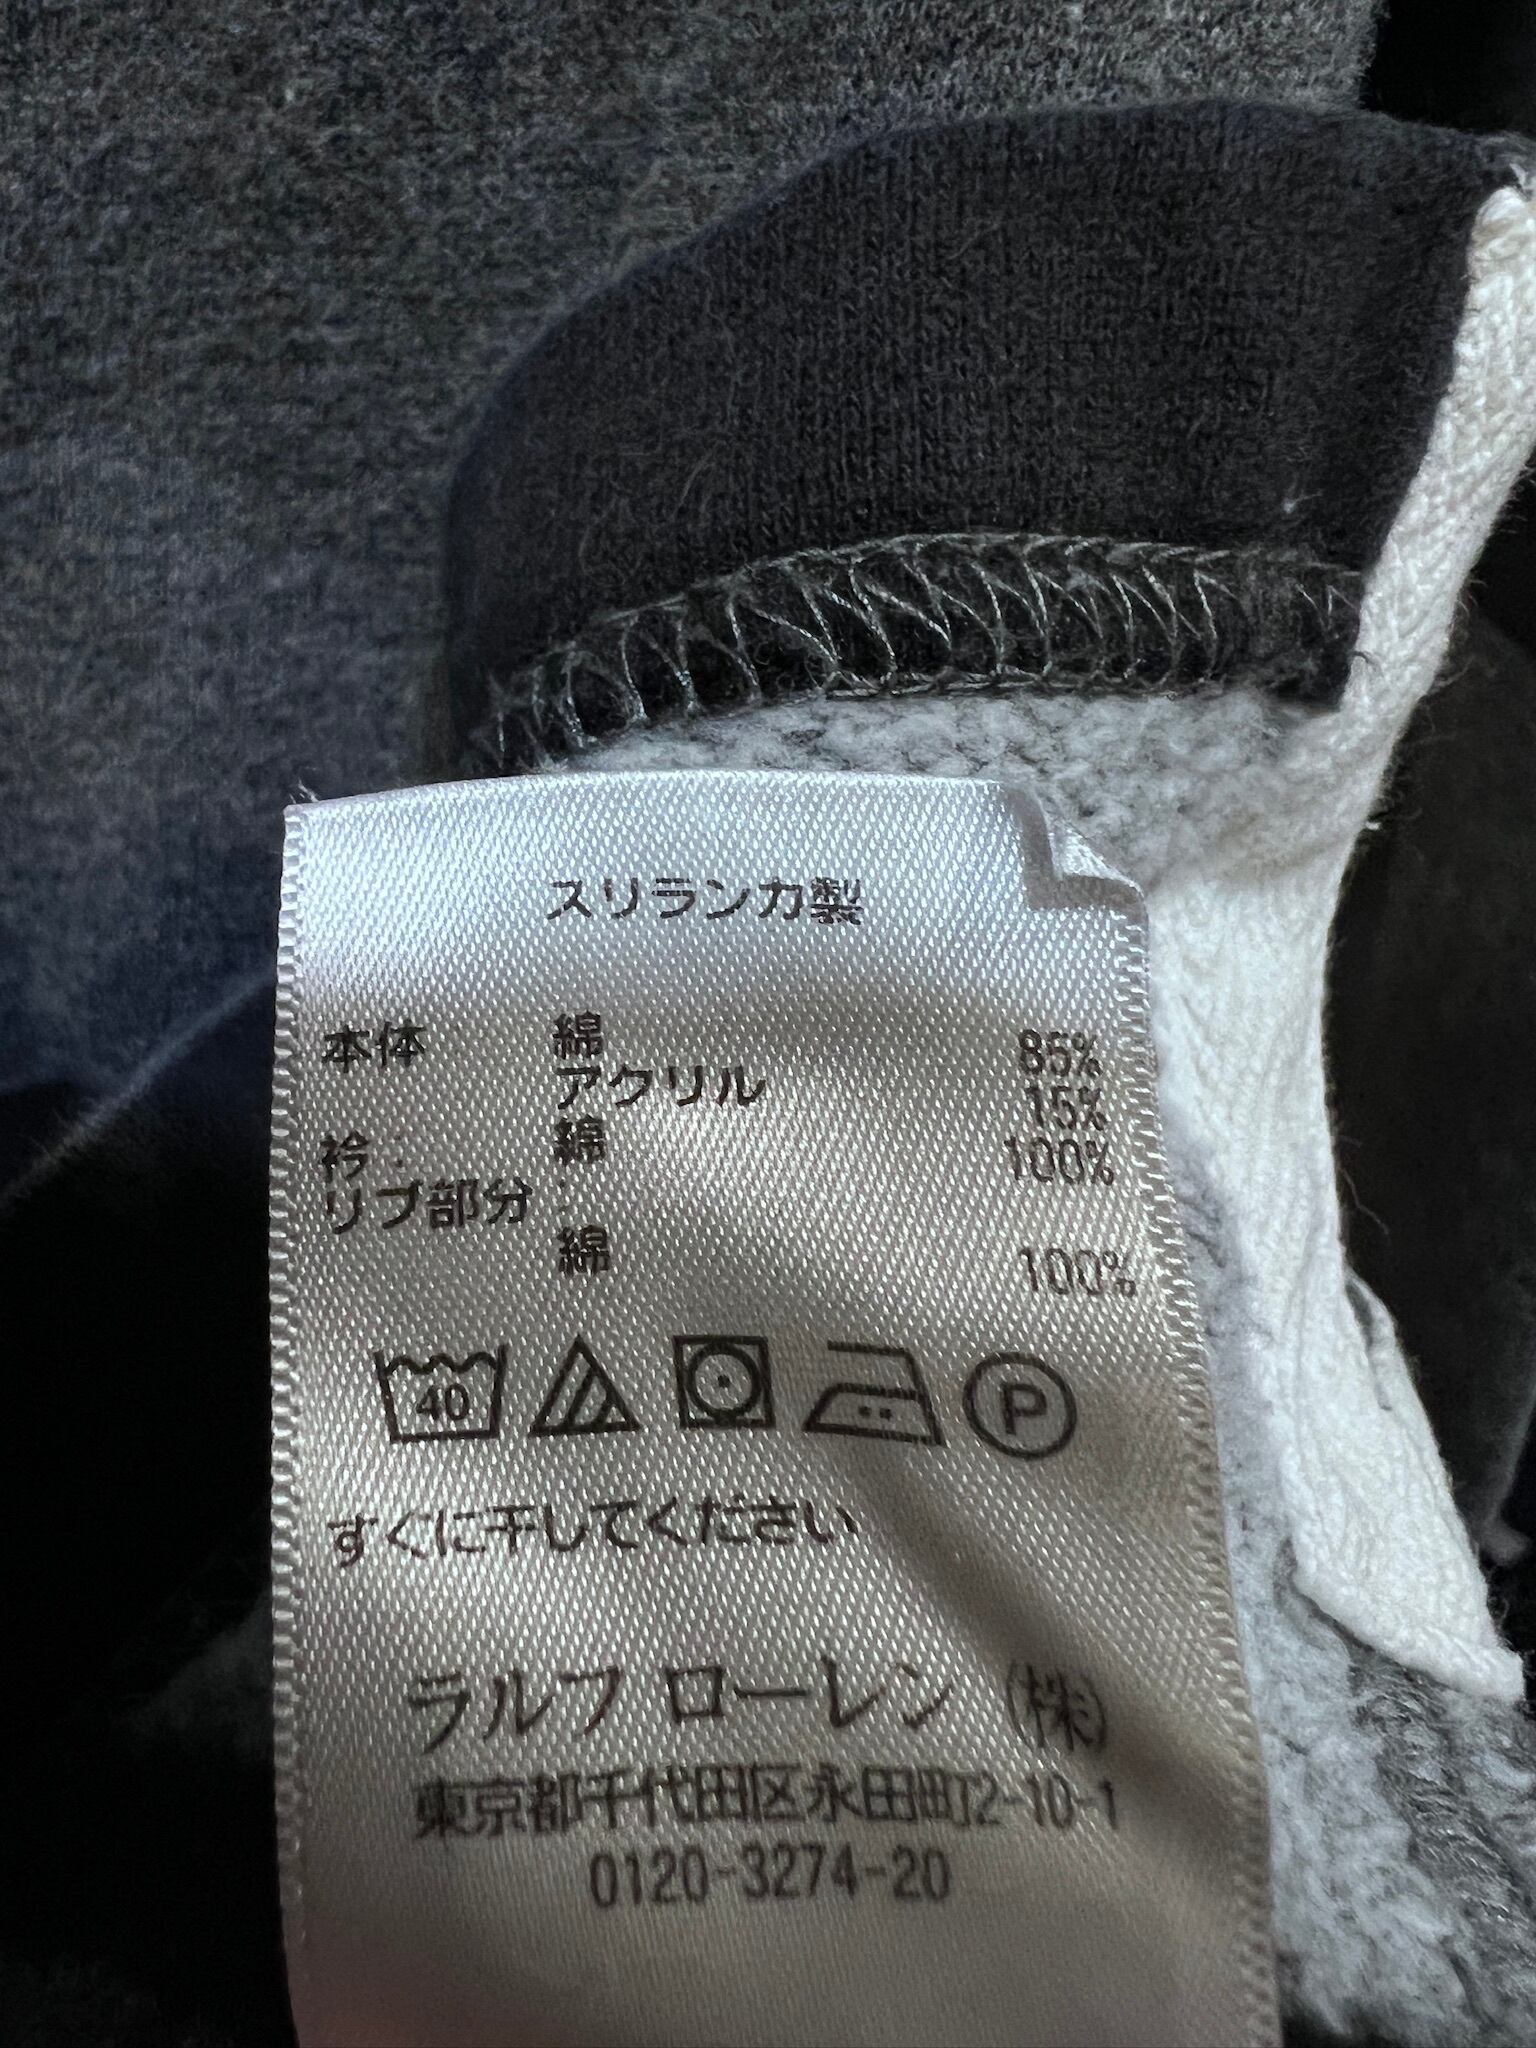 スリランカ製
本体 綿 85%
アクリル 15%
衿: 綿 100%
リブ部分:
綿 100%
40 P
すぐに干してください
ラルフ ローレン (株)
東京都千代田区永田町2-10-1
0120-3274-20